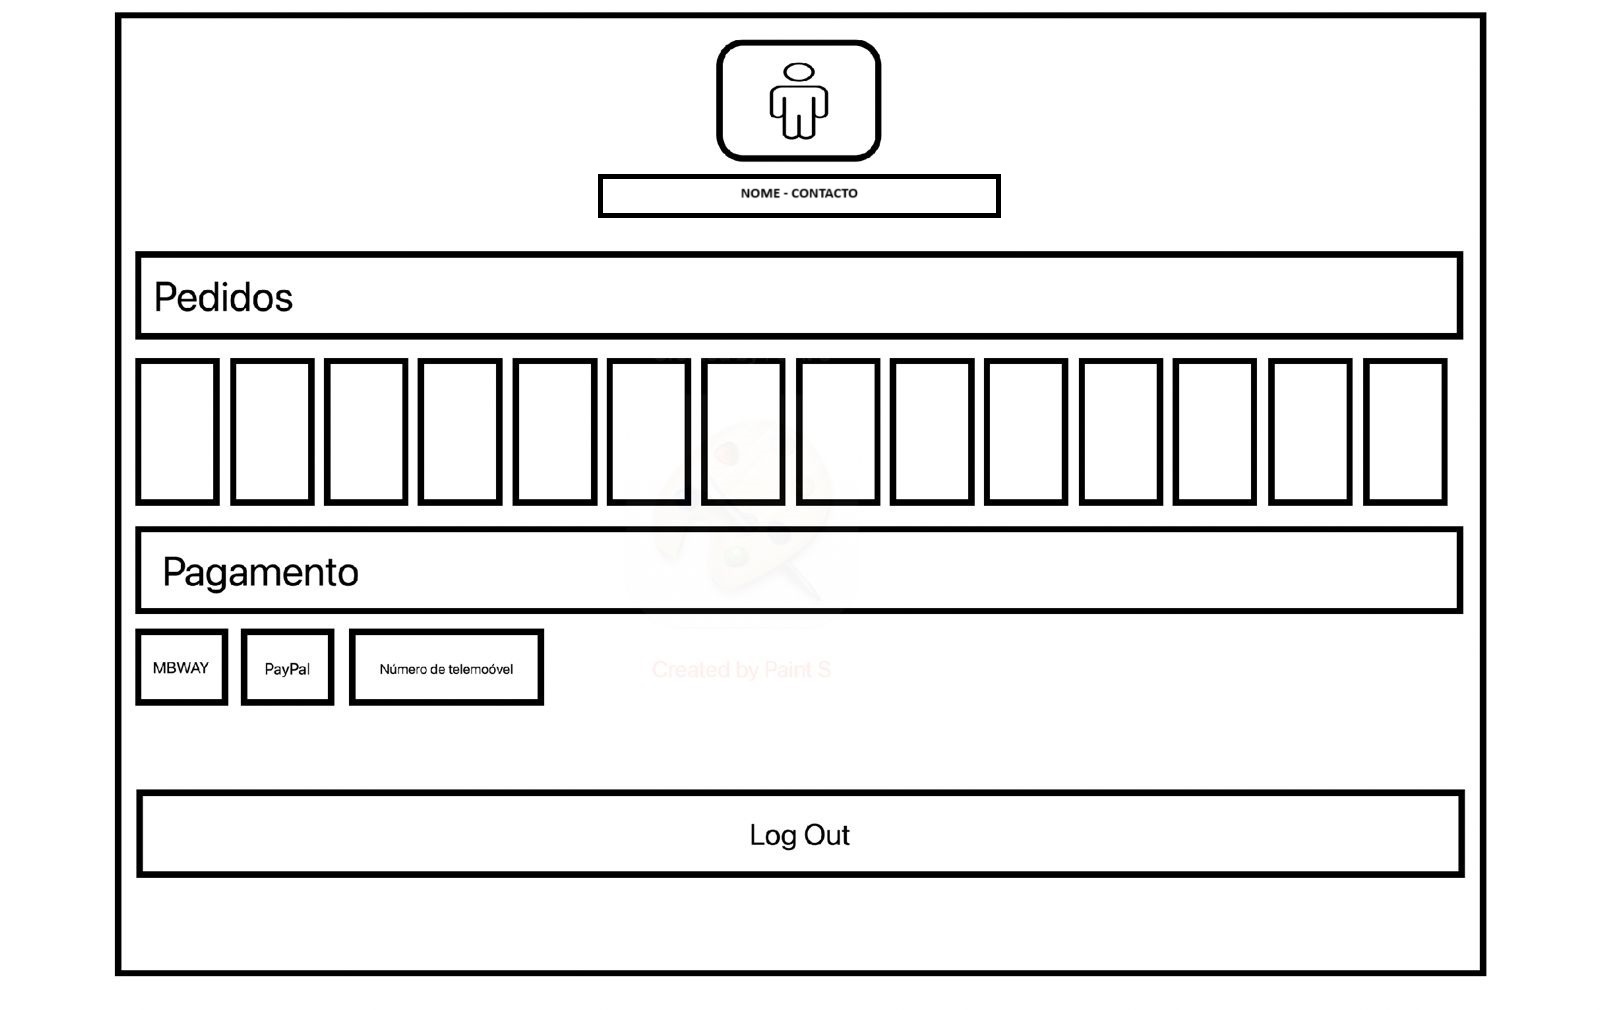 NOME - CONTACTO
Pedidos
Pagamento
MBWAY
PayPal
Número de telemoóvel
Created by Paint S
Log Out